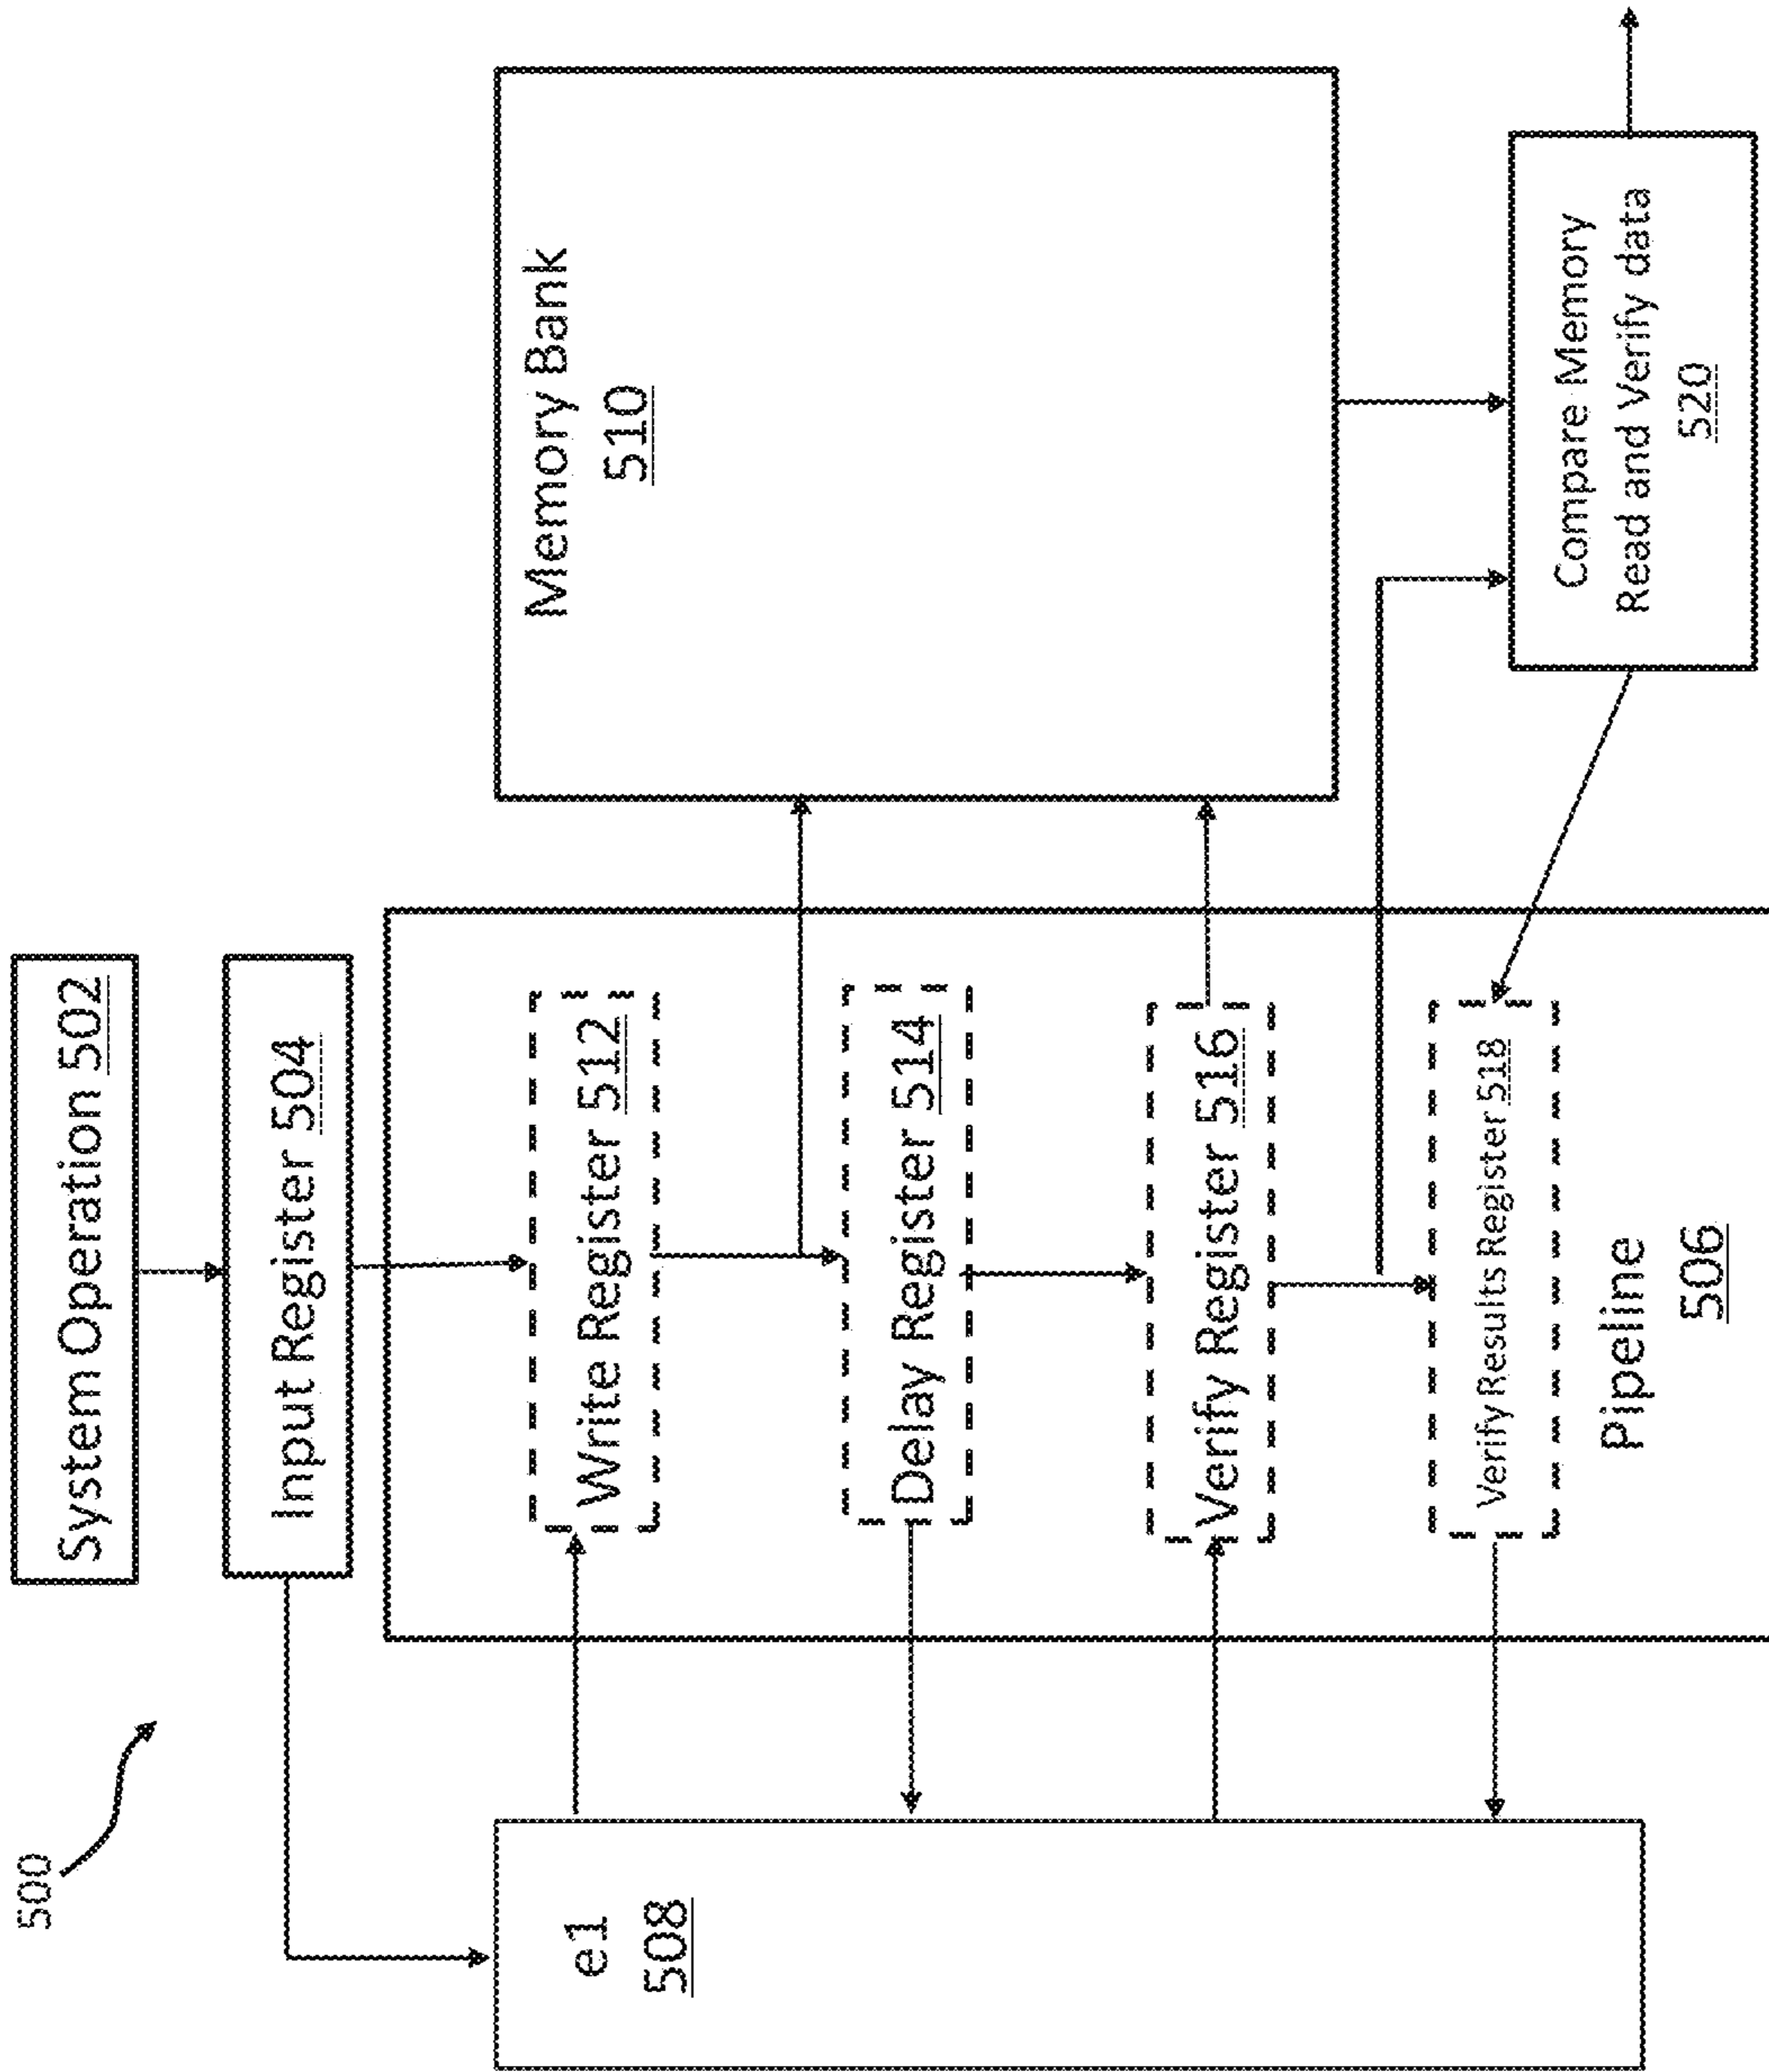 500
System Operation 502
Input Register 504
e1
508
Write Register 512
Delay Register 514
Verify Register 516
Verify Results Register 518
Pipeline
506
Memory Bank
510
Compare Memory
Read and Verify data
520